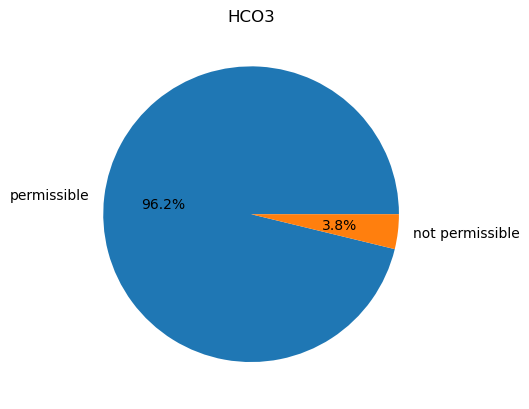 HCO3
permissible
96.2%
3.8%
not permissible